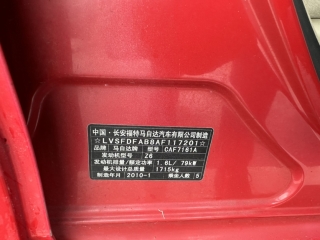 中国·长安福特马自达汽车有限公司制造
☆LVSFDFAB8AF117201☆
品牌 马自达牌 型号 CAF7161A
发动机型号 Z6
发动机排量/额定功率 1.6L/ 79kW
最大设计总质量 1715kg
制造年月 2010-1 乘坐人数 5